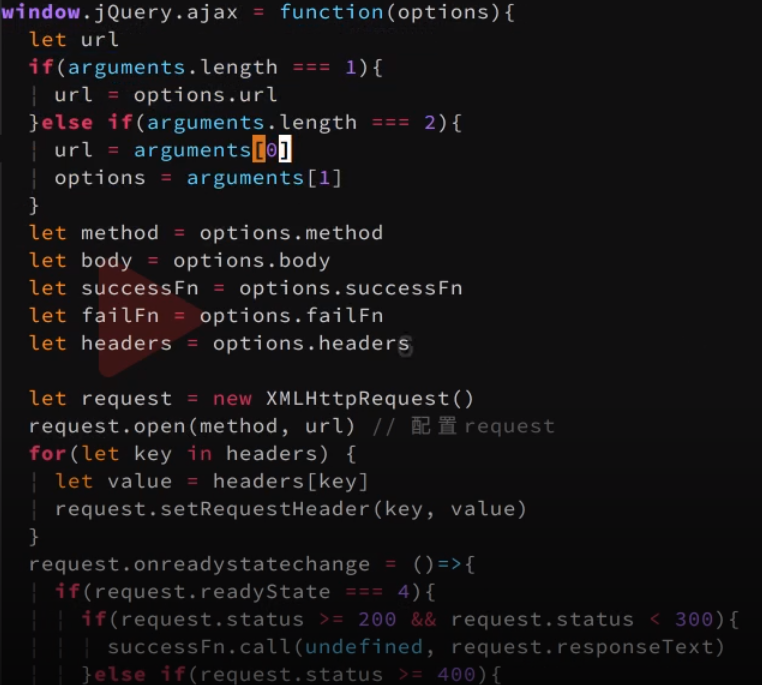 window.jQuery.ajax = function(options){
let url
if(arguments.length === 1){
url = options.url
}else if(arguments.length === 2){
url = arguments[0]
options = arguments[1]
}
let method = options.method
let body = options.body
let successFn = options.successFn
let failFn = options.failFn
let headers = options.headers
let request = new XMLHttpRequest()
request.open(method, url) // 配置request
for(let key in headers) {
let value = headers[key]
request.setRequestHeader(key, value)
}
request.onreadystatechange = ()=>{
if(request.readyState === 4){
if(request.status >= 200 && request.status < 300){
successFn.call(undefined, request.responseText)
}else if(request.status >= 400){